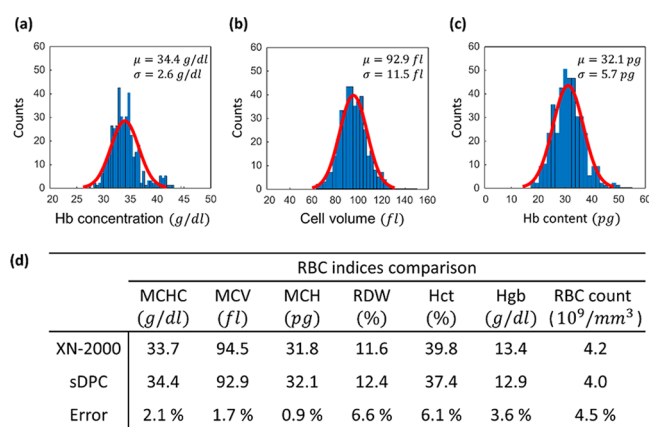 (a)
60
50
40
30
20
10
0
Counts
μ = 34.4 g/dl
σ = 2.6 g/dl
20 25 30 35 40 45 50
Hb concentration (g/dl)
(b)
60
50
40
30
20
10
0
Counts
μ = 92.9 fl
σ = 11.5 fl
20 40 60 80 100 120 140 160
Cell volume (fl)
(c)
60
50
40
30
20
10
0
Counts
μ = 32.1 pg
σ = 5.7 pg
0 10 20 30 40 50 60
Hb content (pg)
(d)
RBC indices comparison
MCHC MCV MCH RDW Hct Hgb RBC count
(g/dl) (fl) (pg) (%) (%) (g/dl) (10⁹/mm³)
XN-2000 33.7 94.5 31.8 11.6 39.8 13.4 4.2
sDPC 34.4 92.9 32.1 12.4 37.4 12.9 4.0
Error 2.1 % 1.7 % 0.9 % 6.6 % 6.1 % 3.6 % 4.5 %